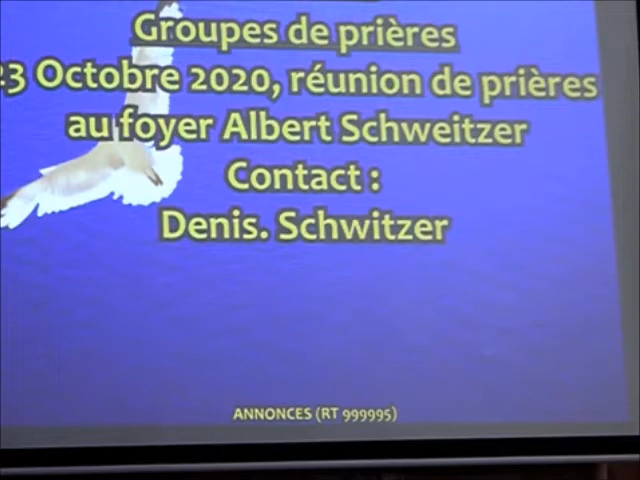 Groupes de prières
23 Octobre 2020, réunion de prières
au foyer Albert Schweitzer
Contact :
Denis. Schwitzer
ANNONCES (RT 999995)